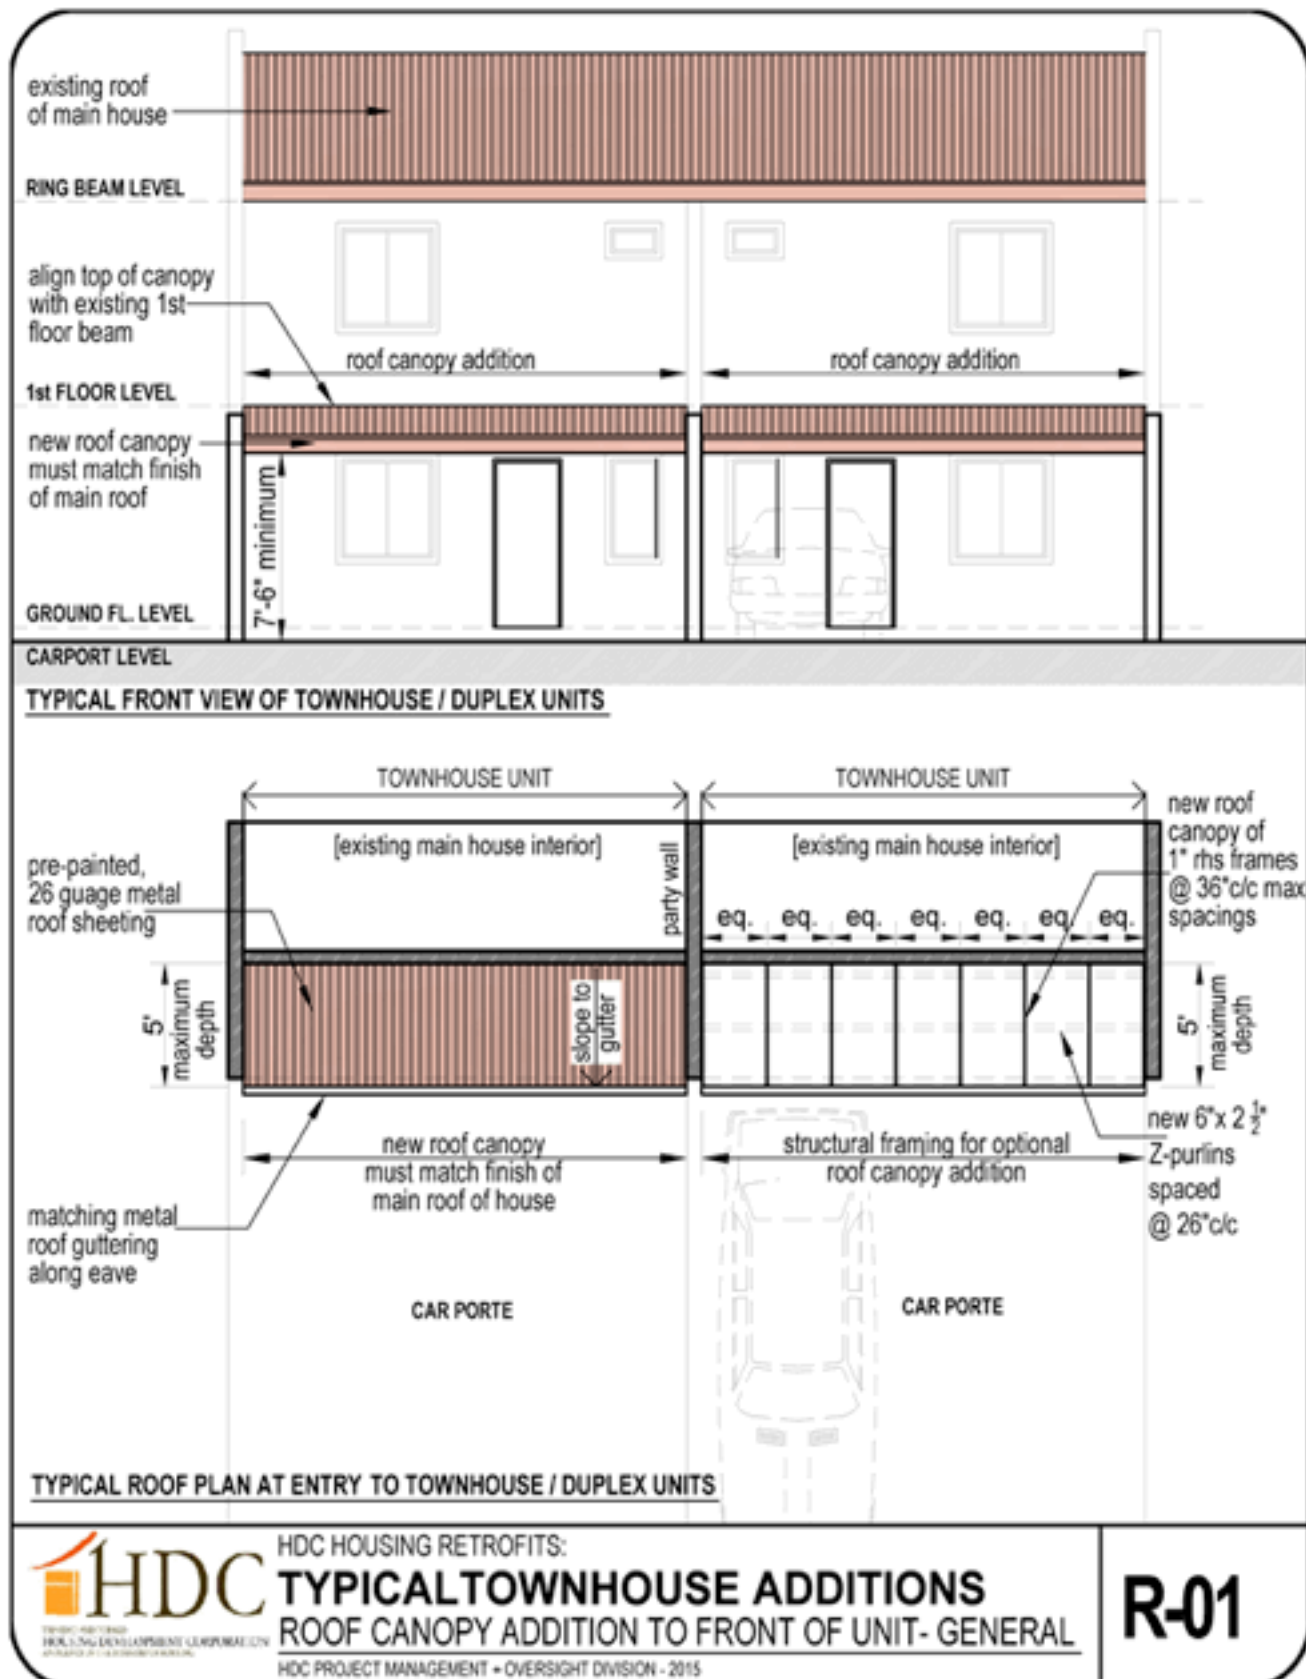 existing roof
of main house
RING BEAM LEVEL
align top of canopy
with existing 1st
floor beam
roof canopy addition
roof canopy addition
1st FLOOR LEVEL
new roof canopy
must match finish
of main roof
7'-6" minimum
GROUND FL. LEVEL
CARPORT LEVEL
TYPICAL FRONT VIEW OF TOWNHOUSE / DUPLEX UNITS
TOWNHOUSE UNIT
TOWNHOUSE UNIT
new roof
canopy of
1" rhs frames
@ 36"c/c max
spacings
[existing main house interior]
party wall
[existing main house interior]
pre-painted,
26 guage metal
roof sheeting
eq. eq. eq. eq. eq. eq. eq.
5'
maximum
depth
slope to
gutter
5'
maximum
depth
new 6"x 2 1/2"
Z-purlins
spaced
@ 26"c/c
new roof canopy
must match finish of
main roof of house
structural framing for optional
roof canopy addition
matching metal
roof guttering
along eave
CAR PORTE
CAR PORTE
TYPICAL ROOF PLAN AT ENTRY TO TOWNHOUSE / DUPLEX UNITS
HDC
HOUSING DEVELOPMENT CORPORATION
HDC HOUSING RETROFITS:
TYPICALTOWNHOUSE ADDITIONS
ROOF CANOPY ADDITION TO FRONT OF UNIT- GENERAL
HDC PROJECT MANAGEMENT + OVERSIGHT DIVISION - 2015
R-01